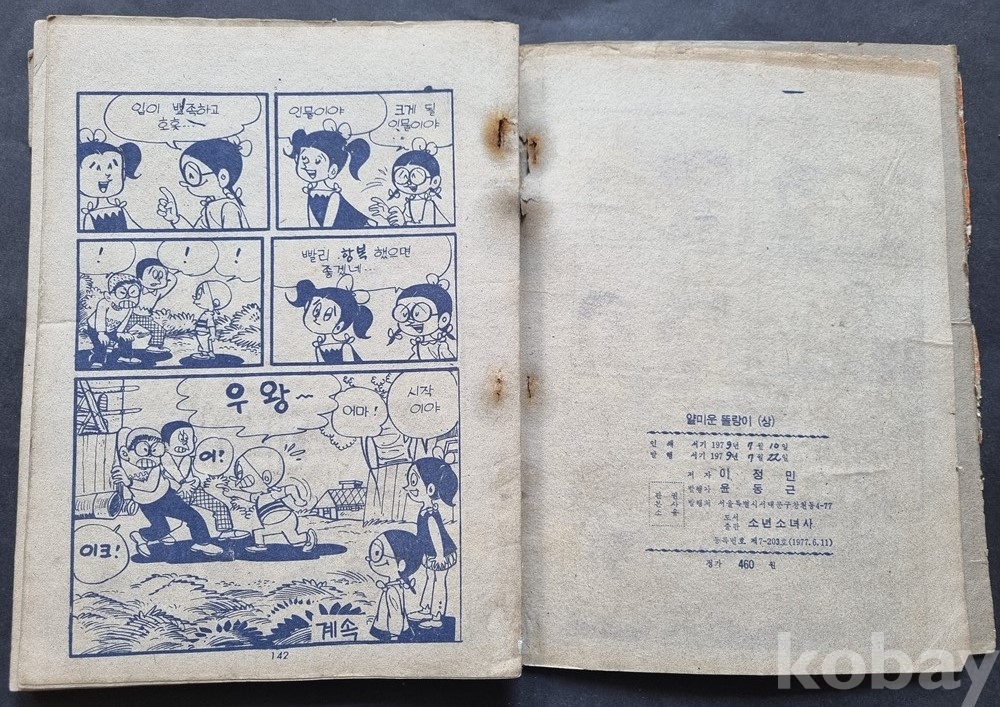 입이 뾰족하고
호호...
인물이야
크게 될
인물이야
!
!
!
빨리 항복 했으면
좋겠네...
우왕~
어마!
시작
이야
어!
이크!
계속
142
얄미운 똘랑이 (상)
인 쇄 서기 1979년 7월 10일
발 행 서기 1979년 7월 22일
저 자 이 정 민
발행자 윤 동 근
발행처 서울특별시서대문구창천동4-77
도서
출판 소년소녀사
등록번호 제7-203호(1977.6.11)
정가 460 원
kobay